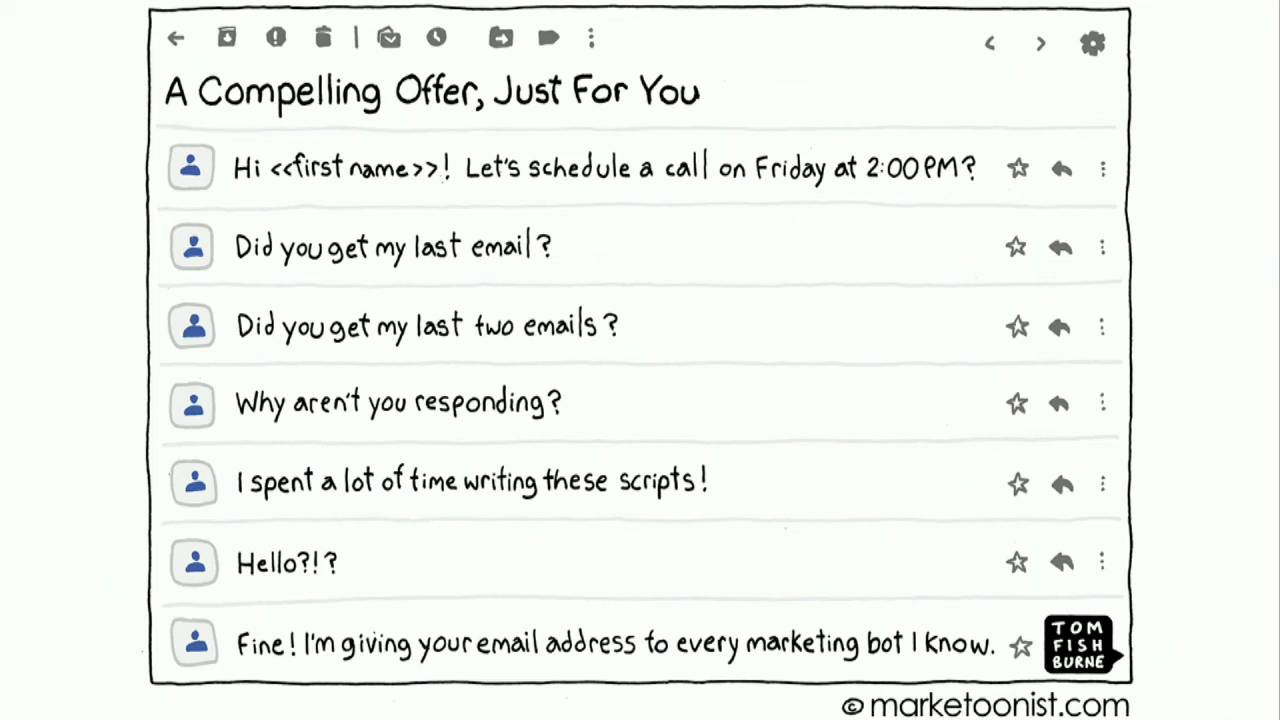 A Compelling Offer, Just For You
Hi <<first name>>! Let's schedule a call on Friday at 2:00 PM?
Did you get my last email?
Did you get my last two emails?
Why aren't you responding?
I spent a lot of time writing these scripts!
Hello?!?
Fine! I'm giving your email address to every marketing bot I know.
TOM
FISH
BURNE
© marketoonist.com